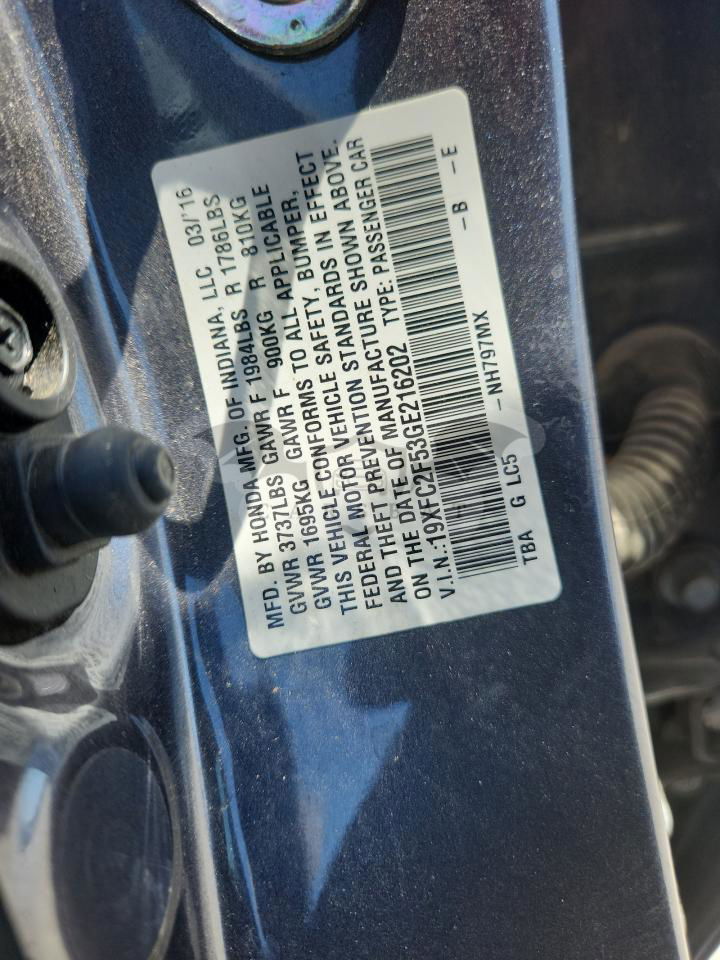 MFD. BY HONDA MFG. OF INDIANA, LLC 03/'16
GVWR 3737LBS GAWR F 1984LBS R 1786LBS
GVWR 1695KG GAWR F 900KG R 810KG
THIS VEHICLE CONFORMS TO ALL APPLICABLE
FEDERAL MOTOR VEHICLE SAFETY, BUMPER,
AND THEFT PREVENTION STANDARDS IN EFFECT
ON THE DATE OF MANUFACTURE SHOWN ABOVE.
V.I.N.:19XFC2F53GE216202 TYPE: PASSENGER CAR
TBA G LC5 - NH797MX - B - E